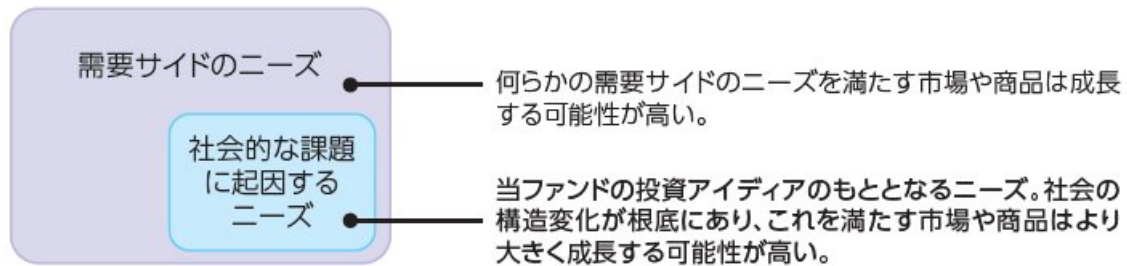 需要サイドのニーズ
何らかの需要サイドのニーズを満たす市場や商品は成長
する可能性が高い。
社会的な課題
に起因する
ニーズ
当ファンドの投資アイディアのもととなるニーズ。社会の
構造変化が根底にあり、これを満たす市場や商品はより
大きく成長する可能性が高い。